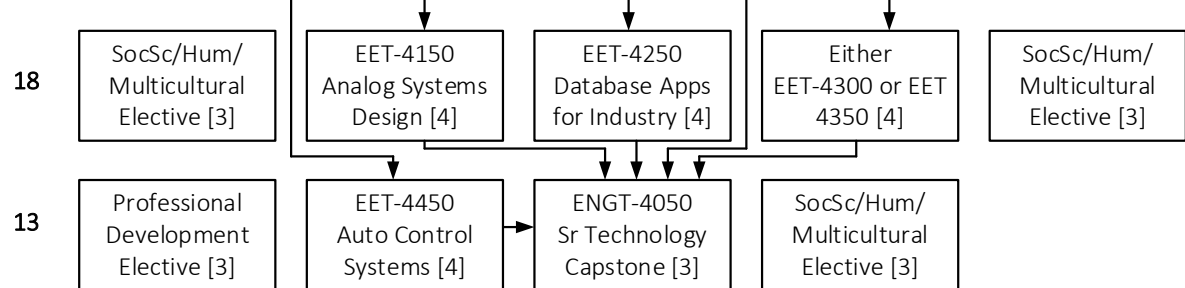 18
SocSc/Hum/
Multicultural
Elective [3]
EET-4150
Analog Systems
Design [4]
EET-4250
Database Apps
for Industry [4]
Either
EET-4300 or EET
4350 [4]
SocSc/Hum/
Multicultural
Elective [3]
13
Professional
Development
Elective [3]
EET-4450
Auto Control
Systems [4]
ENGT-4050
Sr Technology
Capstone [3]
SocSc/Hum/
Multicultural
Elective [3]